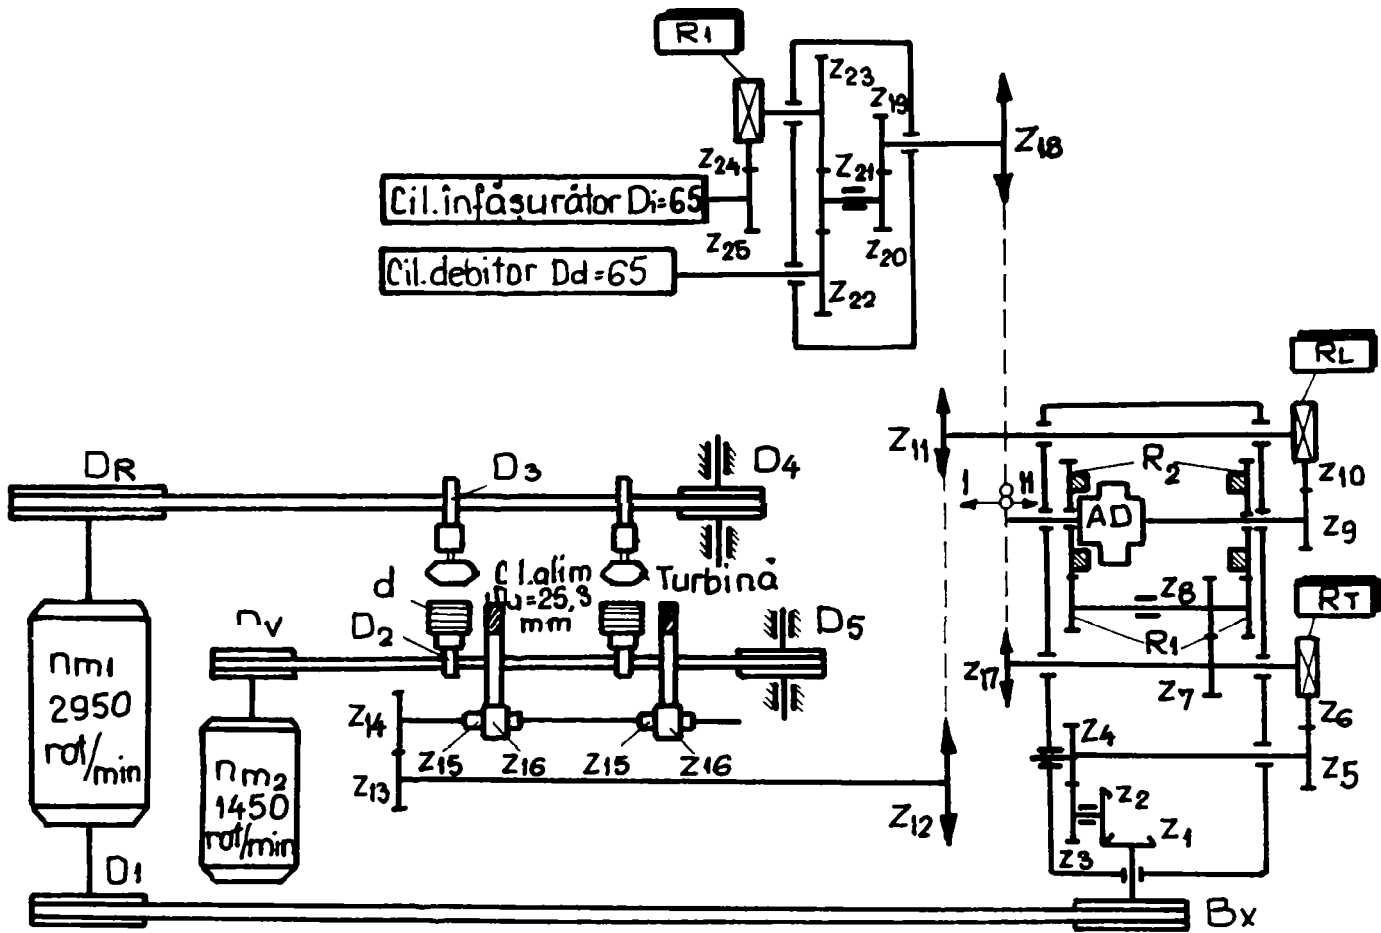 R1
Z23
Z19
Z18
Z24
Z21
Cil. înfășurător Di=65
Z25
Z20
Cil. debitor Dd=65
Z22
RL
Z11
DR
D3
D4
R2
Z10
I
II
AD
Z9
d
Cil. alim
Turbină
=25,3
mm
nv
D2
D5
Z8
RT
R1
nm1
2950
rot/min
Z17
Z7
Z14
Z6
Z15
Z16
Z15
Z16
Z4
nm2
1450
rot/min
Z13
Z12
Z5
Z2
Z1
Z3
D1
Bx